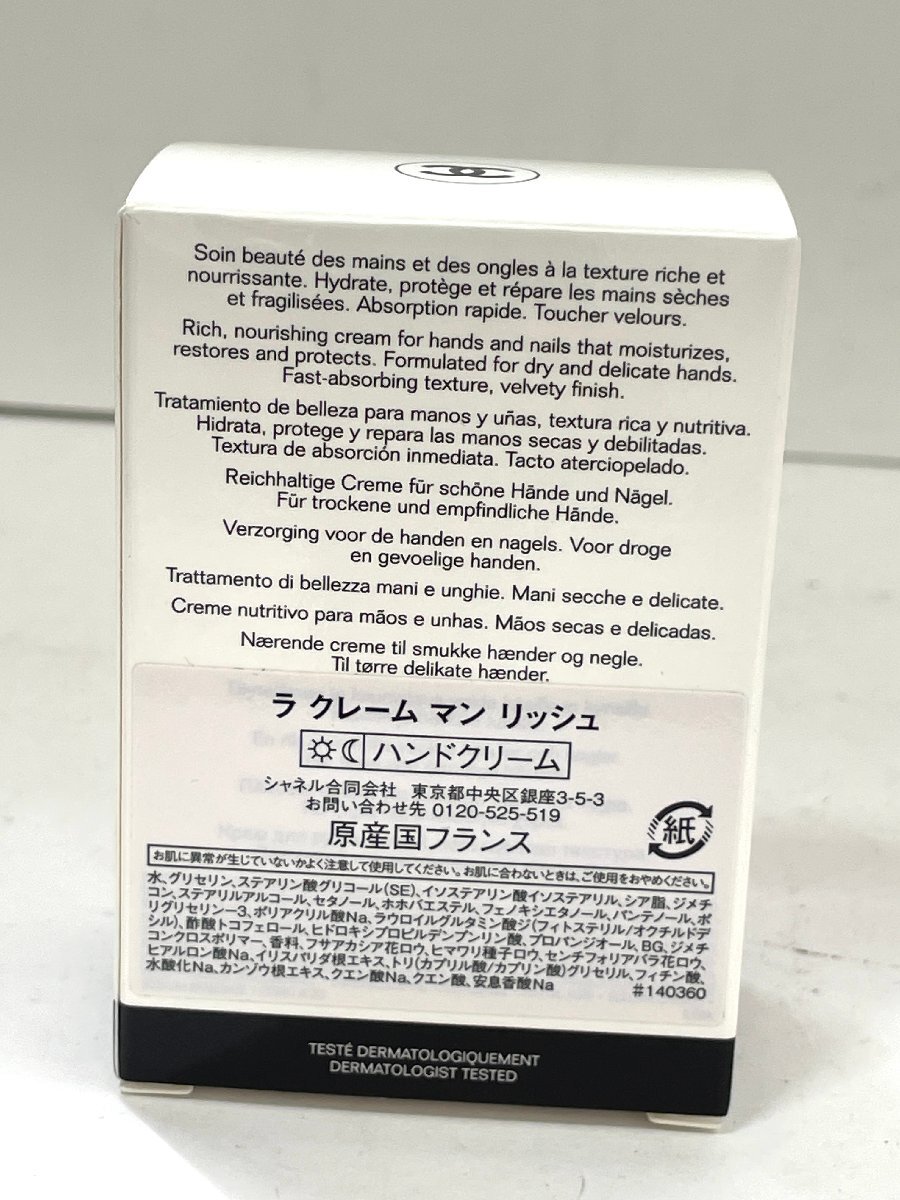 Soin beauté des mains et des ongles à la texture riche et
nourrissante. Hydrate, protège et répare les mains sèches
et fragilisées. Absorption rapide. Toucher velours.
Rich, nourishing cream for hands and nails that moisturizes,
restores and protects. Formulated for dry and delicate hands.
Fast-absorbing texture, velvety finish.
Tratamiento de belleza para manos y uñas, textura rica y nutritiva.
Hidrata, protege y repara las manos secas y debilitadas.
Textura de absorción inmediata. Tacto aterciopelado.
Reichhaltige Creme für schöne Hände und Nägel.
Für trockene und empfindliche Hände.
Verzorging voor de handen en nagels. Voor droge
en gevoelige handen.
Trattamento di bellezza mani e unghie. Mani secche e delicate.
Creme nutritivo para mãos e unhas. Mãos secas e delicadas.
Nærende creme til smukke hænder og negle.
Til tørre delikate hænder.
ラ クレーム マン リッシュ
ハンドクリーム
シャネル合同会社 東京都中央区銀座3-5-3
お問い合わせ先 0120-525-519
原産国フランス
紙
お肌に異常が生じていないかよく注意して使用してください。お肌に合わないときは、ご使用をおやめください。
水、グリセリン、ステアリン酸グリコール(SE)、イソステアリン酸イソステアリル、シア脂、ジメチ
コン、ステアリルアルコール、セタノール、ホホバエステル、フェノキシエタノール、パンテノール、ポ
リグリセリン-3、ポリアクリル酸Na、ラウロイルグルタミン酸ジ(フィトステリル/オクチルドデ
シル)、酢酸トコフェロール、ヒドロキシプロピルデンプンリン酸、プロパンジオール、BG、ジメチ
コンクロスポリマー、香料、フサアカシア花ロウ、ヒマワリ種子ロウ、センチフォリアバラ花ロウ、
ヒアルロン酸Na、イリスパリダ根エキス、トリ(カプリル酸/カプリン酸)グリセリル、フィチン酸、
水酸化Na、カンゾウ根エキス、クエン酸Na、クエン酸、安息香酸Na #140360
TESTÉ DERMATOLOGIQUEMENT
DERMATOLOGIST TESTED